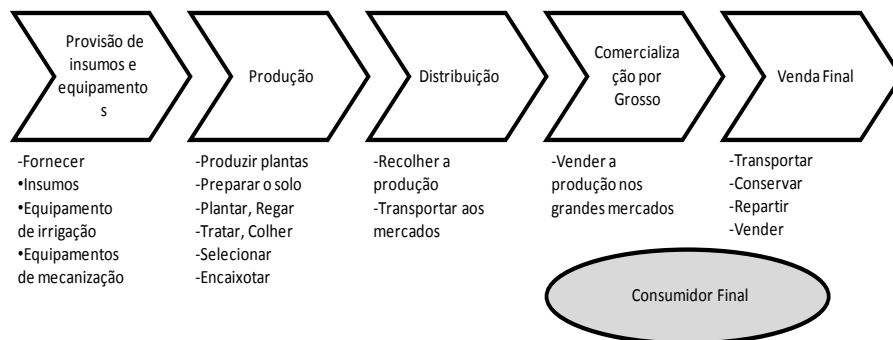 Provisão de
insumos e
equipamento
s
Produção
Distribuição
Comercializa
ção por
Grosso
Venda Final
-Fornecer
•Insumos
•Equipamento
de irrigação
•Equipamentos
de mecanização
-Produzir plantas
-Preparar o solo
-Plantar, Regar
-Tratar, Colher
-Selecionar
-Encaixotar
-Recolher a
produção
-Transportar aos
mercados
-Vender a
produção nos
grandes mercados
-Transportar
-Conservar
-Repartir
-Vender
Consumidor Final